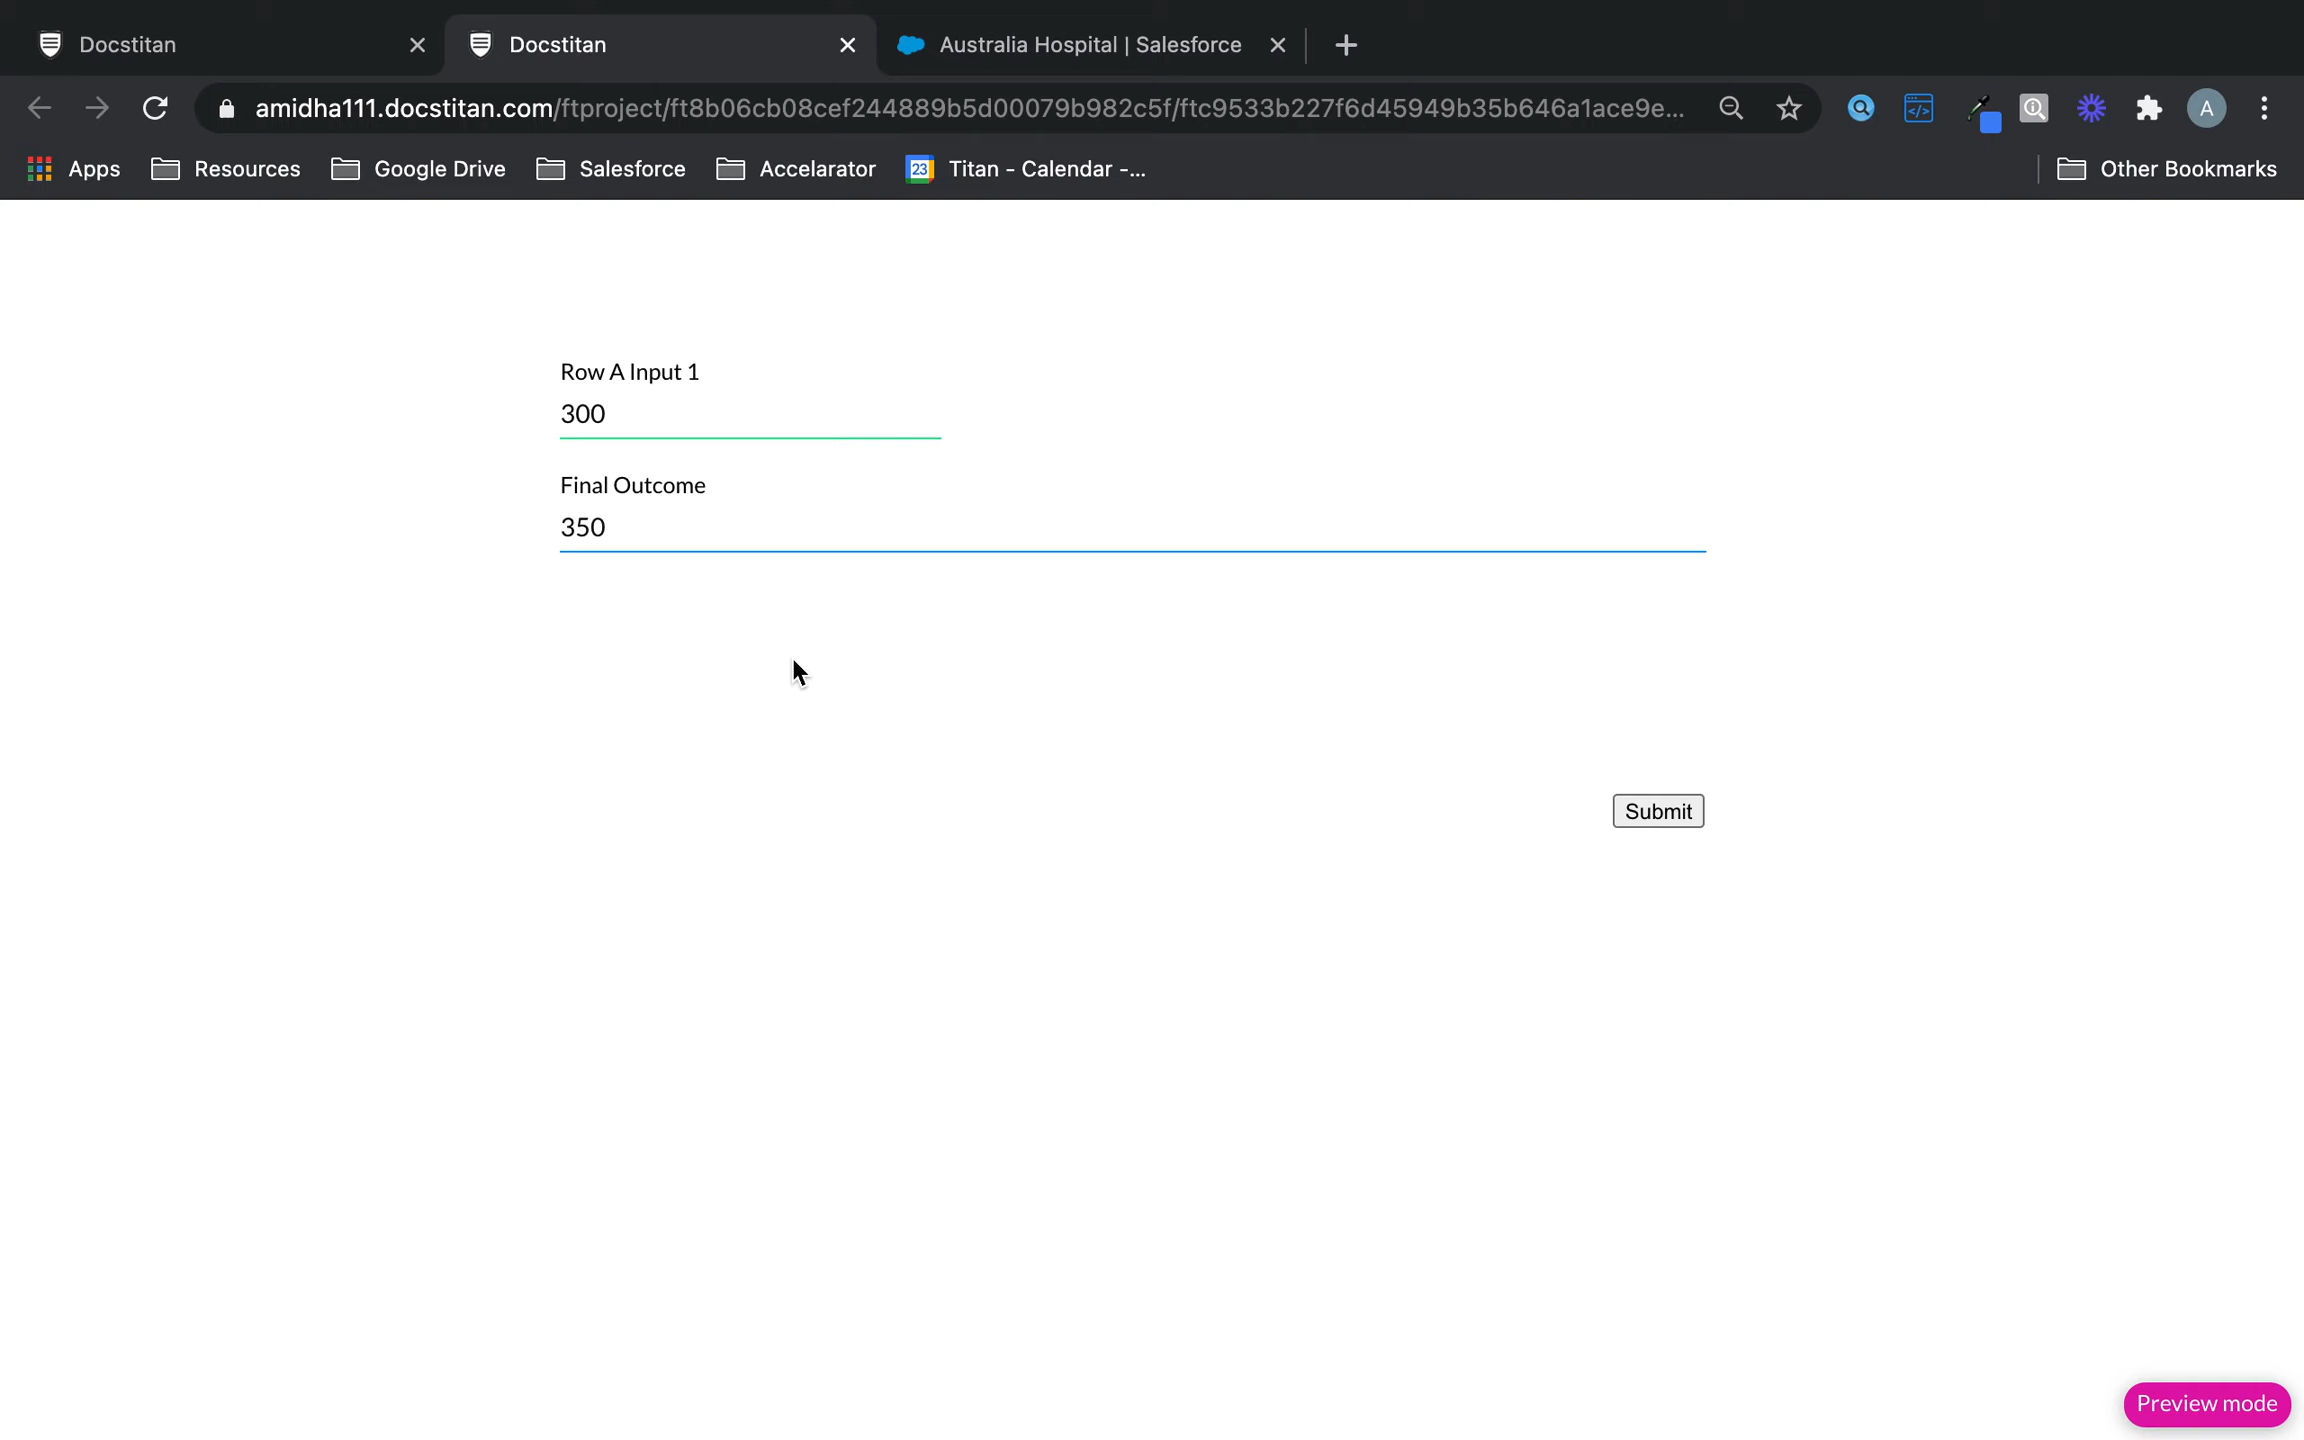 Docstitan
Docstitan
Australia Hospital | Salesforce
amidha111.docstitan.com/ftproject/ft8b06cb08cef244889b5d00079b982c5f/ftc9533b227f6d45949b35b646a1ace9e...
A
Apps
Resources
Google Drive
Salesforce
Accelarator
23
Titan - Calendar -...
Other Bookmarks
Row A Input 1
300
Final Outcome
350
Submit
Preview mode